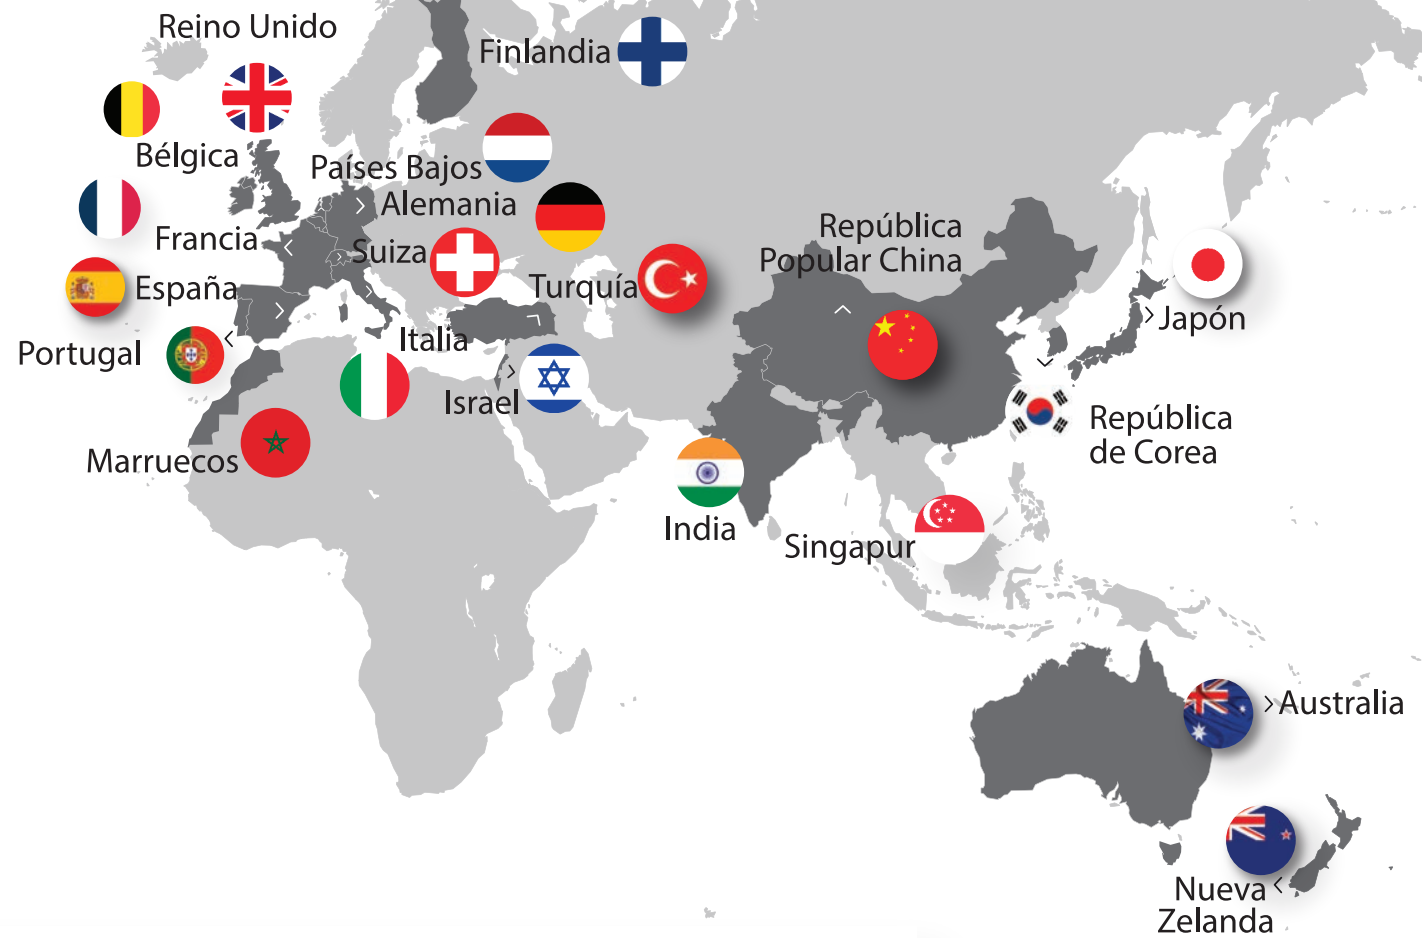 Reino Unido
Finlandia
Bélgica
Países Bajos
Alemania
Francia
Suiza
República
Popular China
España
Turquía
Japón
Portugal
Italia
Israel
República
de Corea
Marruecos
India
Singapur
Australia
Nueva
Zelanda